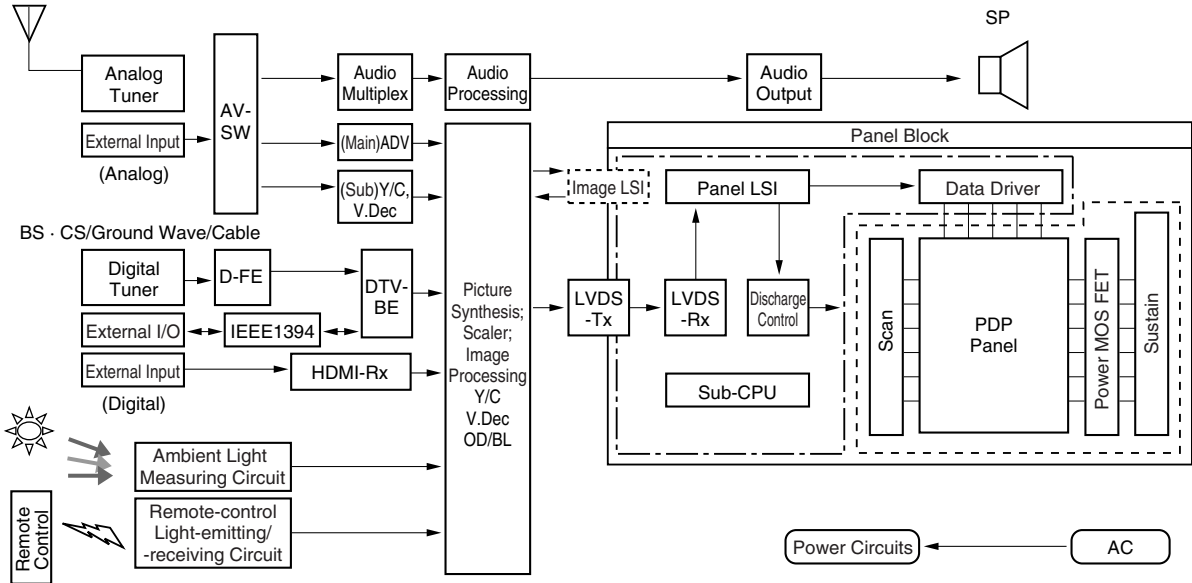 SP
Analog
Tuner
AV-
SW
Audio
Multiplex
Audio
Processing
Audio
Output
External Input
(Analog)
(Main)ADV
(Sub)Y/C,
V.Dec
Panel Block
Image LSI
Panel LSI
Data Driver
BS · CS/Ground Wave/Cable
Digital
Tuner
D-FE
DTV-
BE
External I/O
IEEE1394
External Input
(Digital)
HDMI-Rx
Picture
Synthesis;
Scaler;
Image
Processing
Y/C
V.Dec
OD/BL
LVDS
-Tx
LVDS
-Rx
Discharge
Control
Sub-CPU
Scan
PDP
Panel
Power MOS FET
Sustain
Ambient Light
Measuring Circuit
Remote
Control
Remote-control
Light-emitting/
-receiving Circuit
Power Circuits
AC